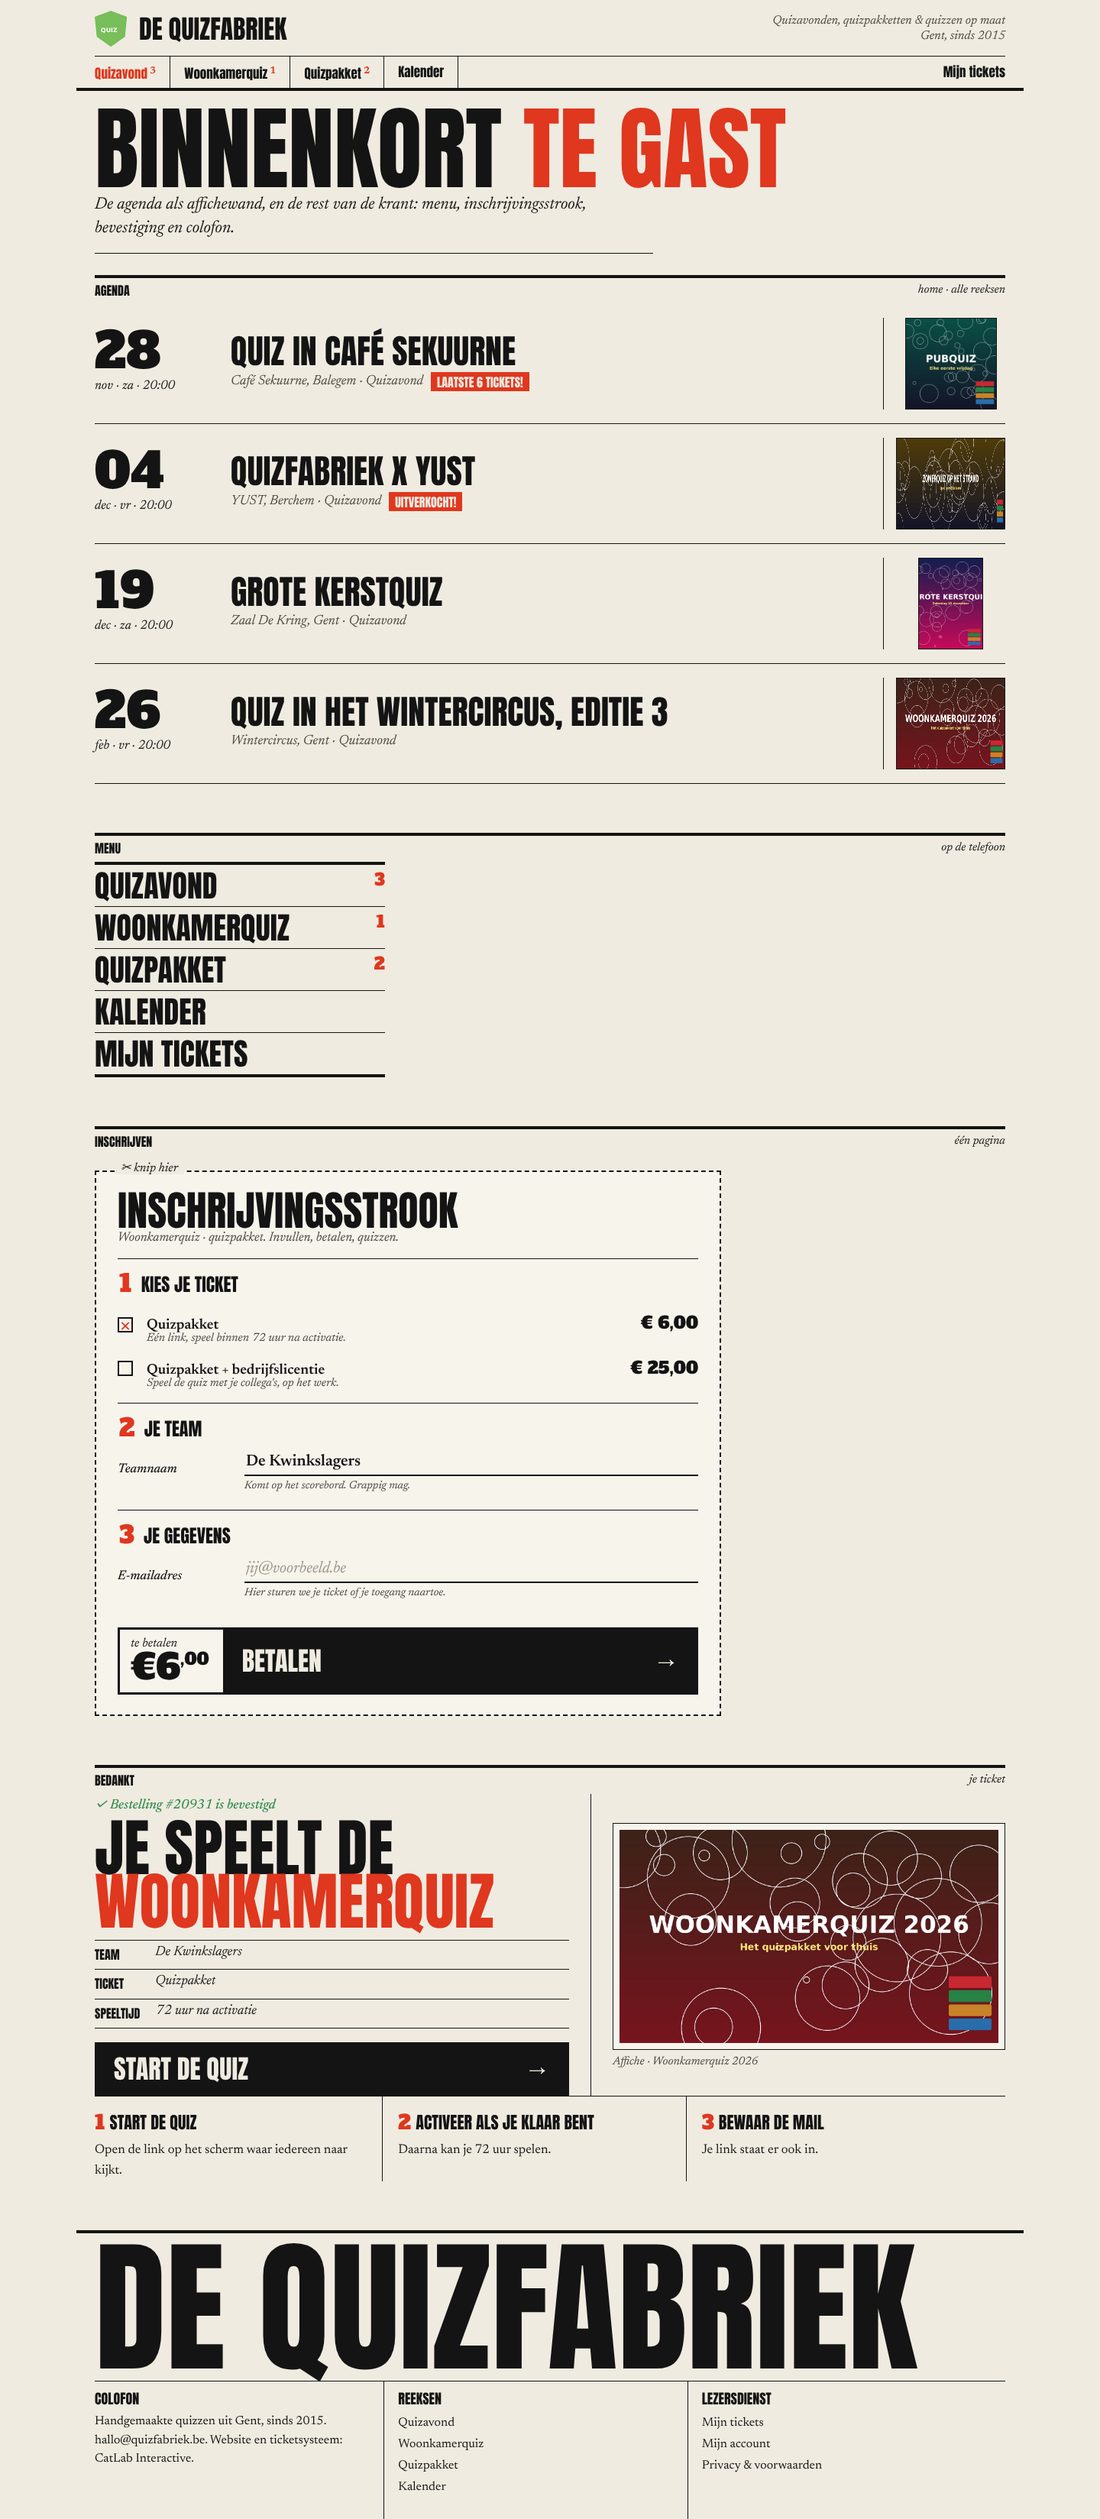 QUIZ
DE QUIZFABRIEK
Quizavonden, quizpakketten & quizzen op maat
Gent, sinds 2015
Quizavond 3
Woonkamerquiz 1
Quizpakket 2
Kalender
Mijn tickets
BINNENKORT TE GAST
De agenda als affichewand, en de rest van de krant: menu, inschrijvingsstrook,
bevestiging en colofon.
AGENDA
home · alle reeksen
28
nov · za · 20:00
QUIZ IN CAFÉ SEKUURNE
Café Sekuurne, Balegem · Quizavond LAATSTE 6 TICKETS!
PUBQUIZ
Elke eerste vrijdag
04
dec · vr · 20:00
QUIZFABRIEK X YUST
YUST, Berchem · Quizavond UITVERKOCHT!
ZOMERQUIZ OP HET STRAND
19
dec · za · 20:00
GROTE KERSTQUIZ
Zaal De Kring, Gent · Quizavond
ROTE KERSTQUI
26
feb · vr · 20:00
QUIZ IN HET WINTERCIRCUS, EDITIE 3
Wintercircus, Gent · Quizavond
WOONKAMERQUIZ 2026
Het quizpakket voor thuis
MENU
op de telefoon
QUIZAVOND 3
WOONKAMERQUIZ 1
QUIZPAKKET 2
KALENDER
MIJN TICKETS
INSCHRIJVEN
één pagina
✂ knip hier
INSCHRIJVINGSSTROOK
Woonkamerquiz · quizpakket. Invullen, betalen, quizzen.
1 KIES JE TICKET
Quizpakket
€ 6,00
Eén link, speel binnen 72 uur na activatie.
Quizpakket + bedrijfslicentie
€ 25,00
Speel de quiz met je collega's, op het werk.
2 JE TEAM
Teamnaam
De Kwinkslagers
Komt op het scorebord. Grappig mag.
3 JE GEGEVENS
E-mailadres
jij@voorbeeld.be
Hier sturen we je ticket of je toegang naartoe.
te betalen
€6,00
BETALEN →
BEDANKT
je ticket
✓ Bestelling #20931 is bevestigd
JE SPEELT DE
WOONKAMERQUIZ
TEAM De Kwinkslagers
TICKET Quizpakket
SPEELTIJD 72 uur na activatie
START DE QUIZ →
WOONKAMERQUIZ 2026
Het quizpakket voor thuis
Affiche · Woonkamerquiz 2026
1 START DE QUIZ
Open de link op het scherm waar iedereen naar
kijkt.
2 ACTIVEER ALS JE KLAAR BENT
Daarna kan je 72 uur spelen.
3 BEWAAR DE MAIL
Je link staat er ook in.
DE QUIZFABRIEK
COLOFON
Handgemaakte quizzen uit Gent, sinds 2015.
hallo@quizfabriek.be. Website en ticketsysteem:
CatLab Interactive.
REEKSEN
Quizavond
Woonkamerquiz
Quizpakket
Kalender
LEZERSDIENST
Mijn tickets
Mijn account
Privacy & voorwaarden